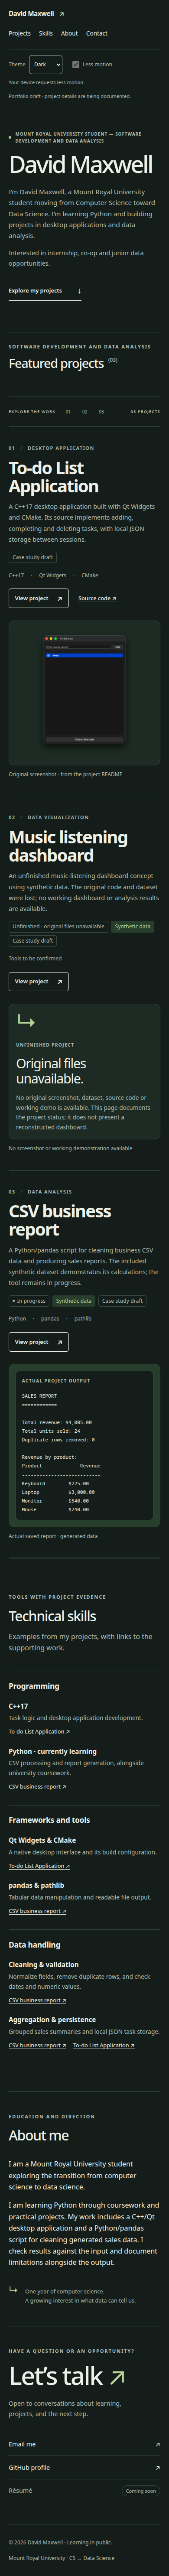 David Maxwell ↗
Projects Skills About Contact
Theme Dark Less motion
Your device requests less motion.
Portfolio draft · project details are being documented.
MOUNT ROYAL UNIVERSITY STUDENT — SOFTWARE
DEVELOPMENT AND DATA ANALYSIS
David Maxwell
I’m David Maxwell, a Mount Royal University
student moving from Computer Science toward
Data Science. I’m learning Python and building
projects in desktop applications and data
analysis.
Interested in internship, co-op and junior data
opportunities.
Explore my projects ↓
SOFTWARE DEVELOPMENT AND DATA ANALYSIS
Featured projects (03)
EXPLORE THE WORK 01 02 03 03 PROJECTS
01 / DESKTOP APPLICATION
To-do List
Application
A C++17 desktop application built with Qt Widgets
and CMake. Its source implements adding,
completing and deleting tasks, with local JSON
storage between sessions.
Case study draft
C++17 · Qt Widgets · CMake
View project ↗ Source code ↗
Original screenshot · from the project README
02 / DATA VISUALIZATION
Music listening
dashboard
An unfinished music-listening dashboard concept
using synthetic data. The original code and dataset
were lost; no working dashboard or analysis results
are available.
Unfinished · original files unavailable Synthetic data
Case study draft
Tools to be confirmed
View project ↗
UNFINISHED PROJECT
Original files
unavailable.
No original screenshot, dataset, source code or
working demo is available. This page documents
the project status; it does not present a
reconstructed dashboard.
No screenshot or working demonstration available
03 / DATA ANALYSIS
CSV business
report
A Python/pandas script for cleaning business CSV
data and producing sales reports. The included
synthetic dataset demonstrates its calculations; the
tool remains in progress.
In progress Synthetic data Case study draft
Python · pandas · pathlib
View project ↗
ACTUAL PROJECT OUTPUT
SALES REPORT
============
Total revenue: $4,005.00
Total units sold: 24
Duplicate rows removed: 0
Revenue by product:
Product Revenue
--------------------------
Keyboard $225.00
Laptop $3,000.00
Monitor $540.00
Mouse $240.00
Actual saved report · generated data
TOOLS WITH PROJECT EVIDENCE
Technical skills
Examples from my projects, with links to the
supporting work.
Programming
C++17
Task logic and desktop application development.
To-do List Application ↗
Python · currently learning
CSV processing and report generation, alongside
university coursework.
CSV business report ↗
Frameworks and tools
Qt Widgets & CMake
A native desktop interface and its build configuration.
To-do List Application ↗
pandas & pathlib
Tabular data manipulation and readable file output.
CSV business report ↗
Data handling
Cleaning & validation
Normalize fields, remove duplicate rows, and check
dates and numeric values.
CSV business report ↗
Aggregation & persistence
Grouped sales summaries and local JSON task storage.
CSV business report ↗ To-do List Application ↗
EDUCATION AND DIRECTION
About me
I am a Mount Royal University student
exploring the transition from computer
science to data science.
I am learning Python through coursework and
practical projects. My work includes a C++/Qt
desktop application and a Python/pandas
script for cleaning generated sales data. I
check results against the input and document
limitations alongside the output.
One year of computer science.
A growing interest in what data can tell us.
HAVE A QUESTION OR AN OPPORTUNITY?
Let’s talk ↗
Open to conversations about learning,
projects, and the next step.
Email me ↗
GitHub profile ↗
Résumé Coming soon
© 2026 David Maxwell · Learning in public.
Mount Royal University · CS → Data Science